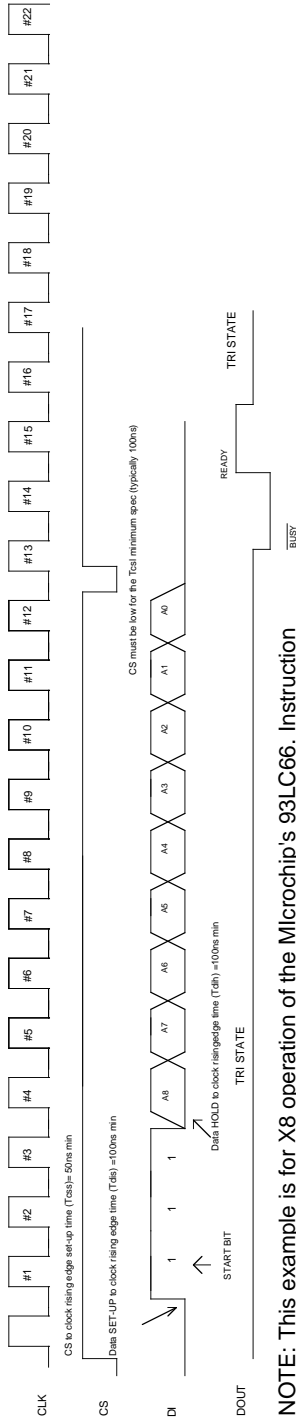 CLK
#1 #2 #3 #4 #5 #6 #7 #8 #9 #10 #11 #12 #13 #14 #15 #16 #17 #18 #19 #20 #21 #22
CS to clock rising edge set-up time (Tcss)= 50ns min
CS
Data SET-UP to clock rising edge time (Tdis) =100ns min
CS must be low for the Tcsl minimum spec (typically 100ns)
DI
1 1 1 A8 A7 A6 A5 A4 A3 A2 A1 A0
START BIT
Data HOLD to clock risingedge time (Tdih) =100ns min
DOUT
TRI STATE
READY
TRI STATE
BUSY
NOTE: This example is for X8 operation of the MIcrochip's 93LC66. Instruction